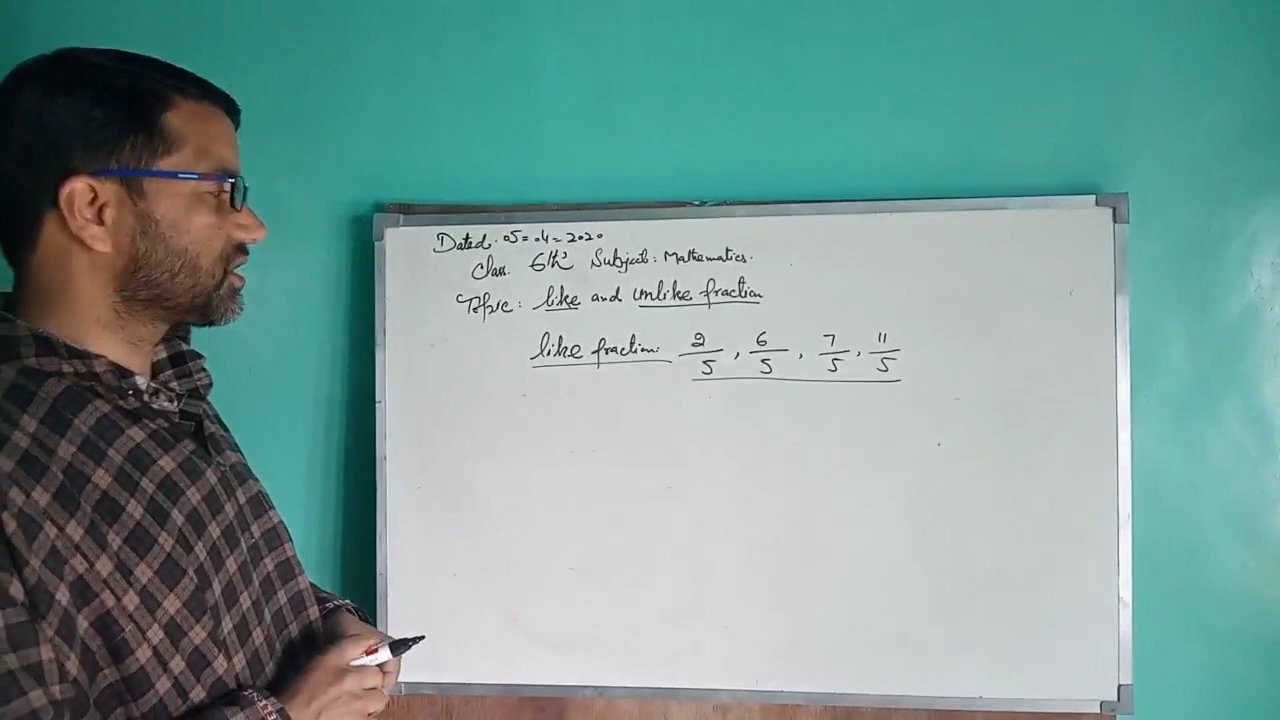 Dated. 05=.04=2020
Class. 6th Subject: Mathematics.
Topic: like and unlike fraction
like fraction: 2/5, 6/5, 7/5, 11/5